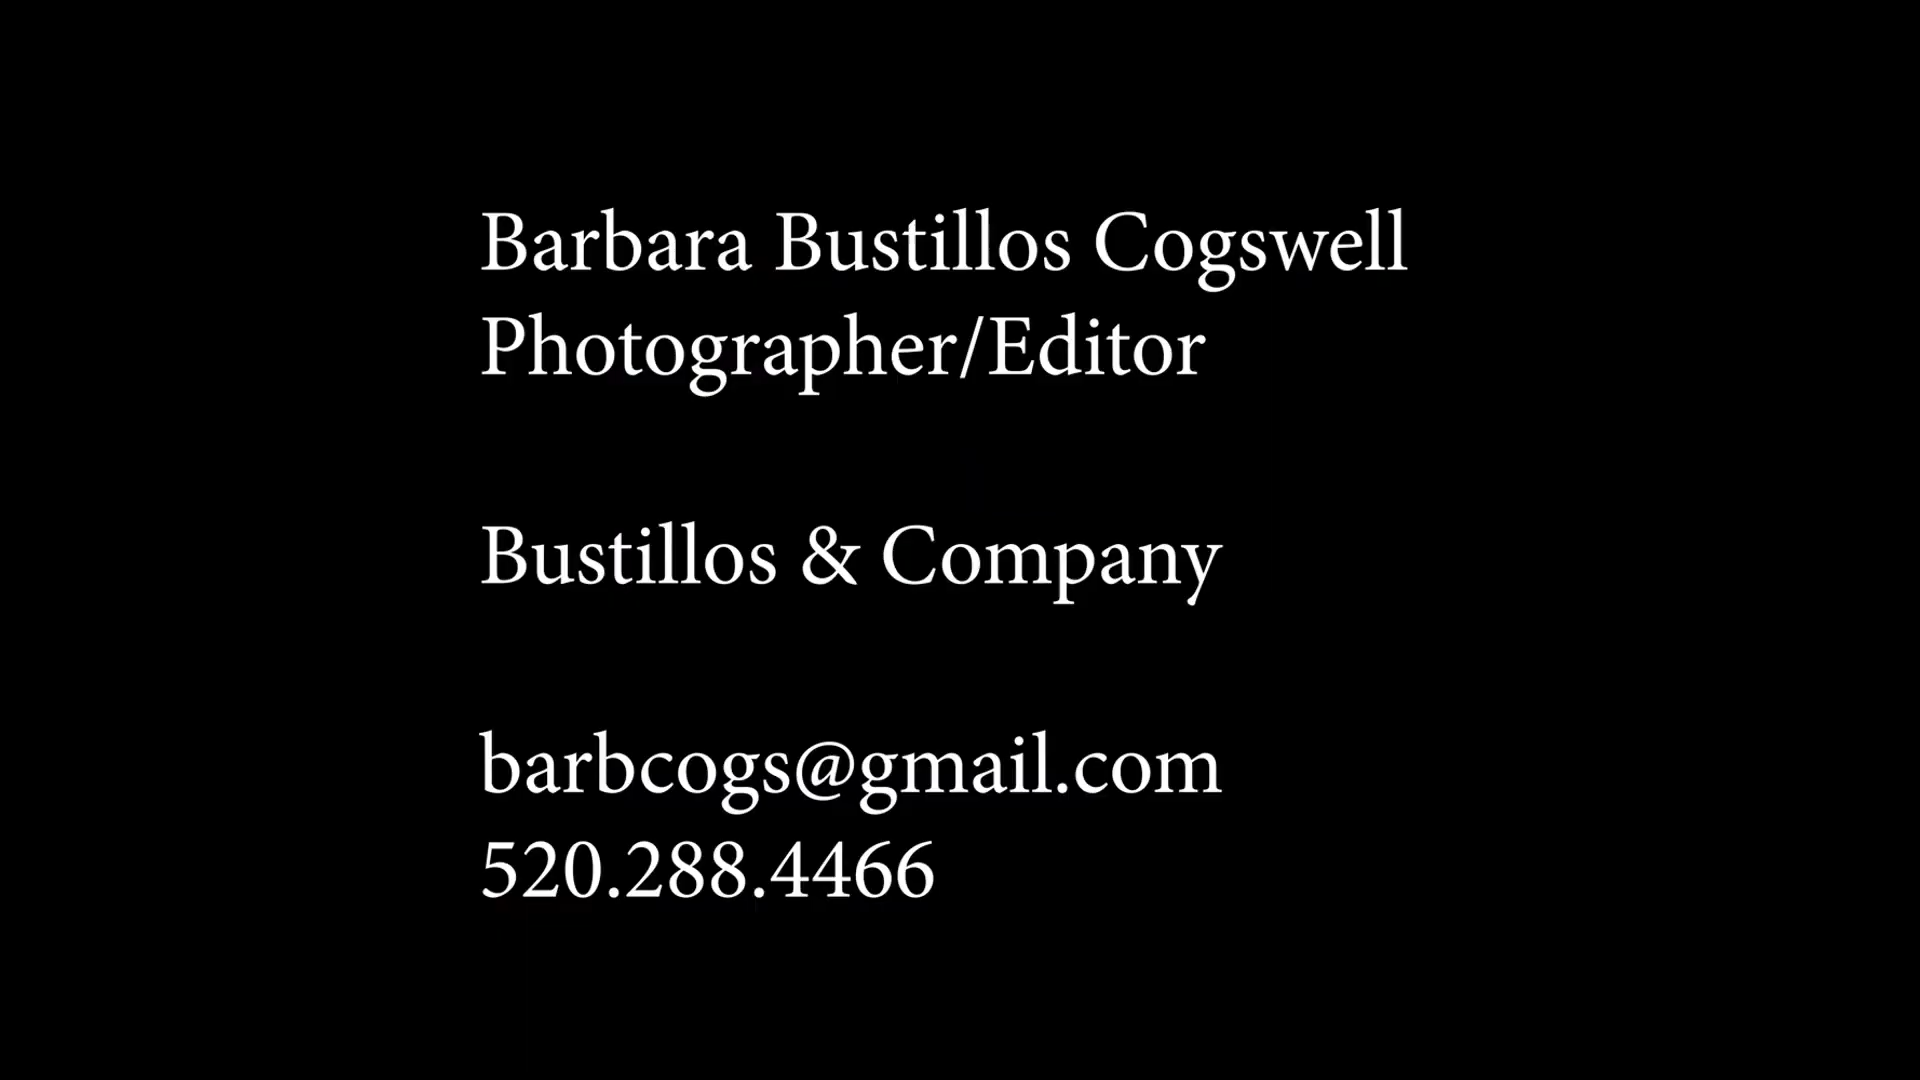 Barbara Bustillos Cogswell
Photographer/Editor
Bustillos & Company
barbcogs@gmail.com
520.288.4466